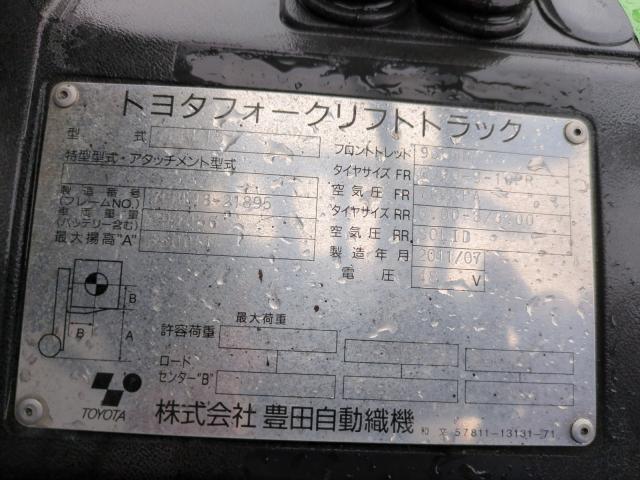 トヨタフォークリフトトラック
型 式
特型型式・アタッチメント型式
製造番号
(フレームNO.) -31895
車両重量
(バッテリー含む)
最大揚高"A"
フロントトレッド
タイヤサイズ FR
空気圧 FR
タイヤサイズ RR
空気圧 RR SOLID
製造年月 2011/07
電圧 V
B
B
A
最大荷重
許容荷重
ロード
センター"B"
TOYOTA
株式会社 豊田自動織機
和文 57811-13131-71